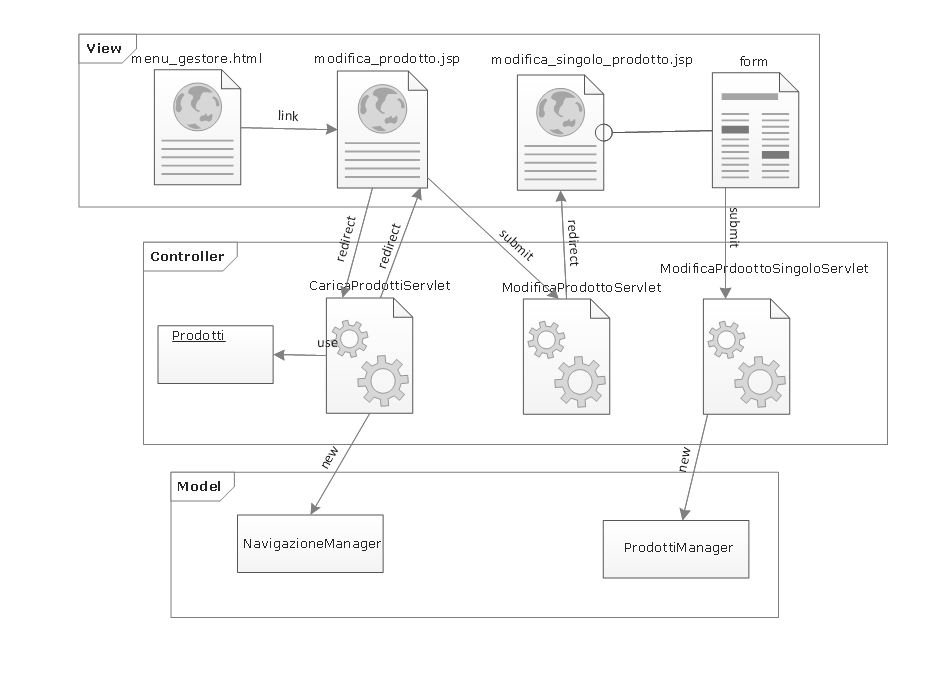 View
menu_gestore.html
modifica_prodotto.jsp
modifica_singolo_prodotto.jsp
form
link
redirect
redirect
submit
redirect
submit
Controller
CaricaProdottiServlet
ModificaProdottoServlet
ModificaPrdoottoSingoloServlet
Prodotti
use
new
new
Model
NavigazioneManager
ProdottiManager